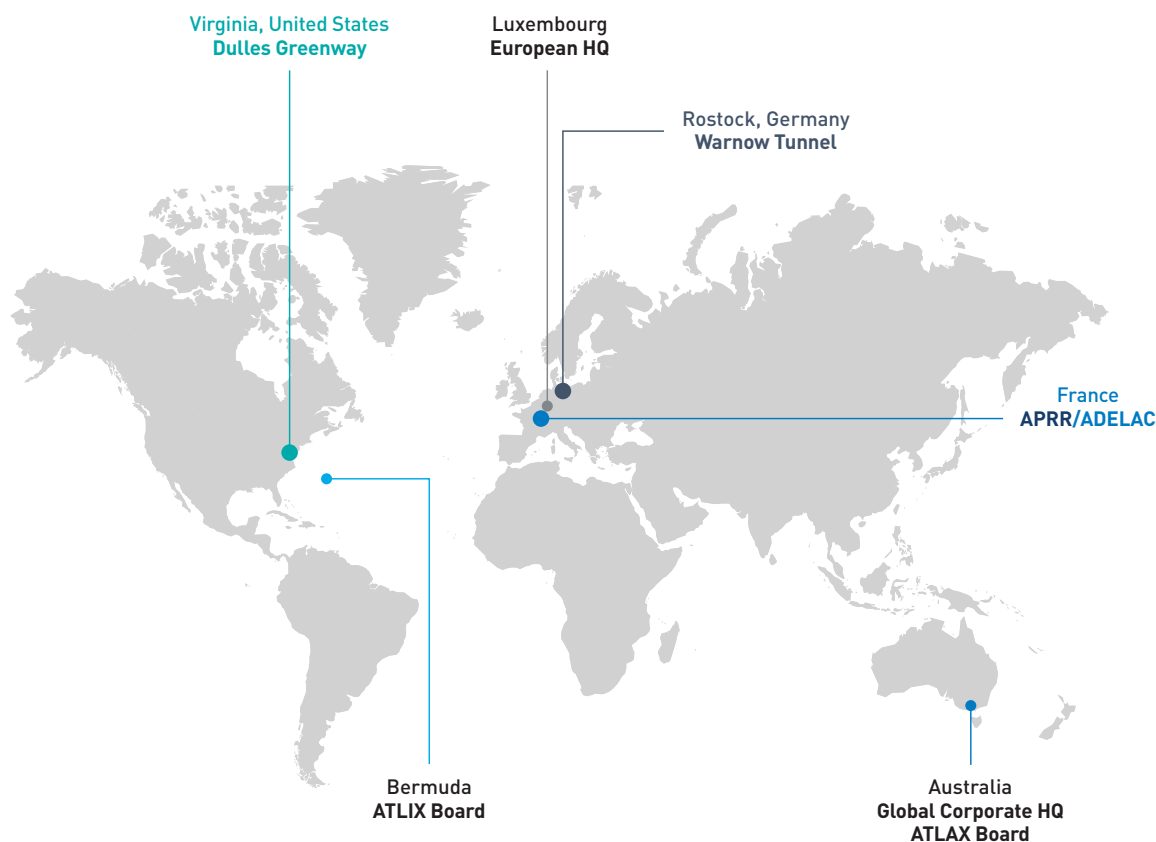 Virginia, United States
Dulles Greenway
Luxembourg
European HQ
Rostock, Germany
Warnow Tunnel
France
APRR/ADELAC
Bermuda
ATLIX Board
Australia
Global Corporate HQ
ATLAX Board